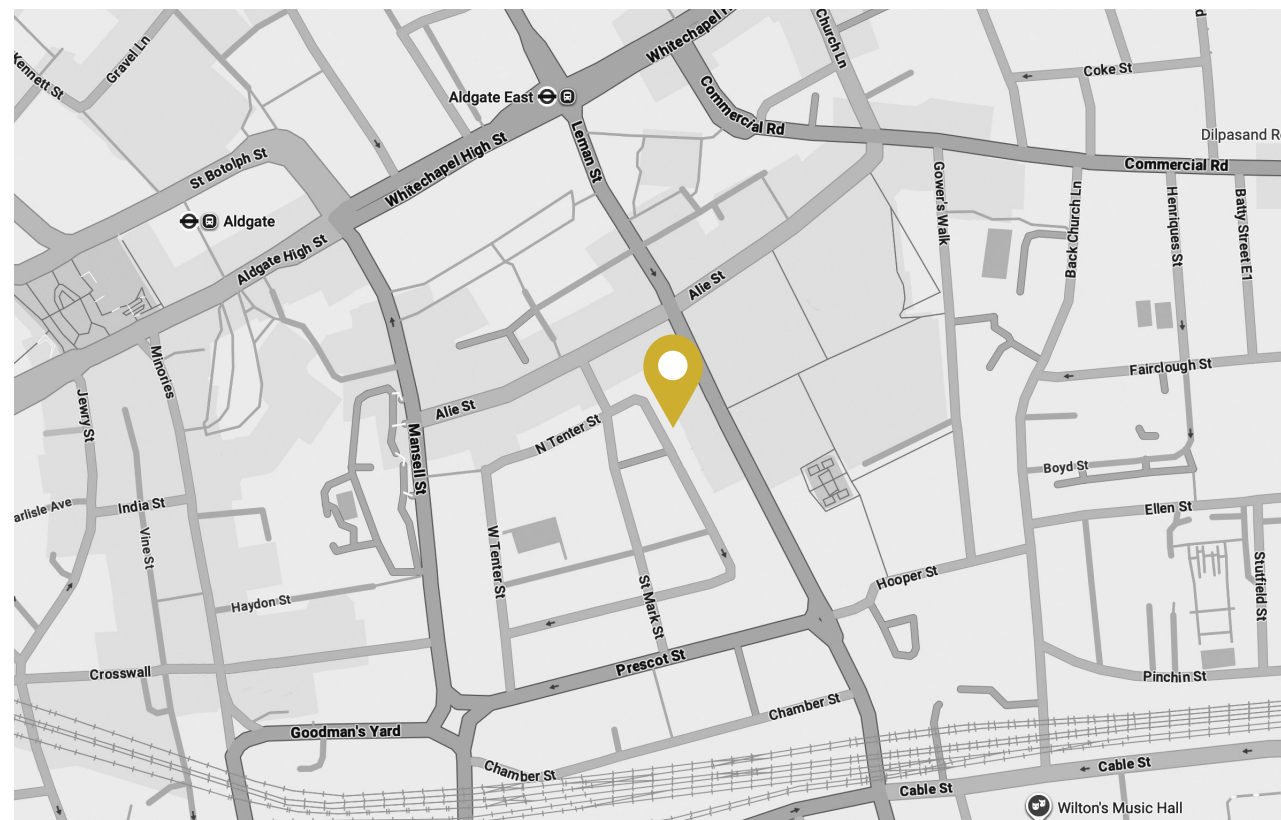 Kennett St
Gravel Ln
Whitechapel
Church Ln
Coke St
Aldgate East
Commercial Rd
Dilpasand
St Botolph St
Whitechapel High St
Leman St
Commercial Rd
Aldgate
Aldgate High St
Alie St
Gower's Walk
Back Church Ln
Henriques St
Batty Street E1
Minories
Jewry St
Alie St
Mansell St
N Tenter St
Fairclough St
Boyd St
India St
Vine St
Ellen St
W Tenter St
St Mark St
Hooper St
Stutfield St
Haydon St
Crosswall
Prescot St
Pinchin St
Chamber St
Goodman's Yard
Chamber St
Cable St
Cable St
Wilton's Music Hall